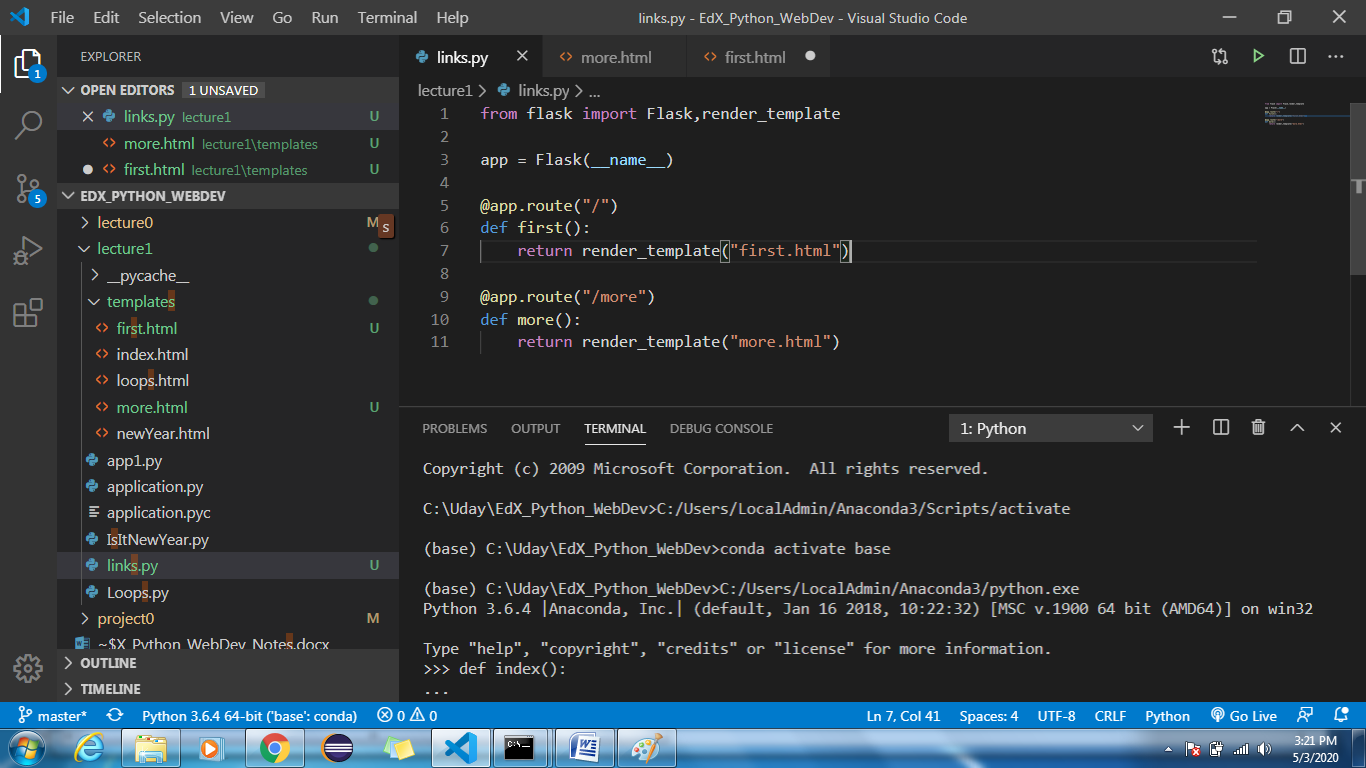 File Edit Selection View Go Run Terminal Help links.py - EdX_Python_WebDev - Visual Studio Code
EXPLORER
OPEN EDITORS 1 UNSAVED
links.py lecture1 U
more.html lecture1\templates U
first.html lecture1\templates U
EDX_PYTHON_WEBDEV
lecture0 M
s
lecture1
__pycache__
templates
first.html U
index.html
loops.html
more.html U
newYear.html
app1.py
application.py
application.pyc
IsItNewYear.py
links.py U
Loops.py
project0 M
~$X_Python_WebDev_Notes.docx
OUTLINE
TIMELINE
1
5
links.py more.html first.html
lecture1 > links.py > ...
1 from flask import Flask,render_template
2
3 app = Flask(__name__)
4
5 @app.route("/")
6 def first():
7 return render_template("first.html")
8
9 @app.route("/more")
10 def more():
11 return render_template("more.html")
PROBLEMS OUTPUT TERMINAL DEBUG CONSOLE 1: Python
Copyright (c) 2009 Microsoft Corporation.  All rights reserved.
C:\Uday\EdX_Python_WebDev>C:/Users/LocalAdmin/Anaconda3/Scripts/activate
(base) C:\Uday\EdX_Python_WebDev>conda activate base
(base) C:\Uday\EdX_Python_WebDev>C:/Users/LocalAdmin/Anaconda3/python.exe
Python 3.6.4 |Anaconda, Inc.| (default, Jan 16 2018, 10:22:32) [MSC v.1900 64 bit (AMD64)] on win32
Type "help", "copyright", "credits" or "license" for more information.
>>> def index():
...
master* Python 3.6.4 64-bit ('base': conda) 0 0 Ln 7, Col 41 Spaces: 4 UTF-8 CRLF Python Go Live
3:21 PM
5/3/2020